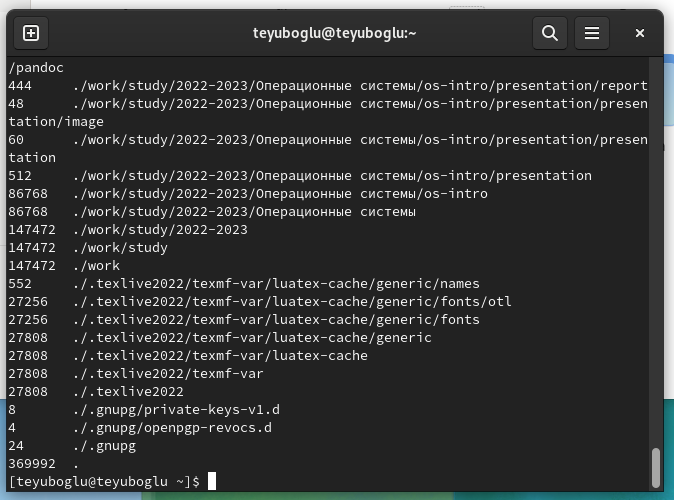 teyuboglu@teyuboglu:~
/pandoc
444 ./work/study/2022-2023/Операционные системы/os-intro/presentation/report
48 ./work/study/2022-2023/Операционные системы/os-intro/presentation/presen
tation/image
60 ./work/study/2022-2023/Операционные системы/os-intro/presentation/presen
tation
512 ./work/study/2022-2023/Операционные системы/os-intro/presentation
86768 ./work/study/2022-2023/Операционные системы/os-intro
86768 ./work/study/2022-2023/Операционные системы
147472 ./work/study/2022-2023
147472 ./work/study
147472 ./work
552 ./.texlive2022/texmf-var/luatex-cache/generic/names
27256 ./.texlive2022/texmf-var/luatex-cache/generic/fonts/otl
27256 ./.texlive2022/texmf-var/luatex-cache/generic/fonts
27808 ./.texlive2022/texmf-var/luatex-cache/generic
27808 ./.texlive2022/texmf-var/luatex-cache
27808 ./.texlive2022/texmf-var
27808 ./.texlive2022
8 ./.gnupg/private-keys-v1.d
4 ./.gnupg/openpgp-revocs.d
24 ./.gnupg
369992 .
[teyuboglu@teyuboglu ~]$